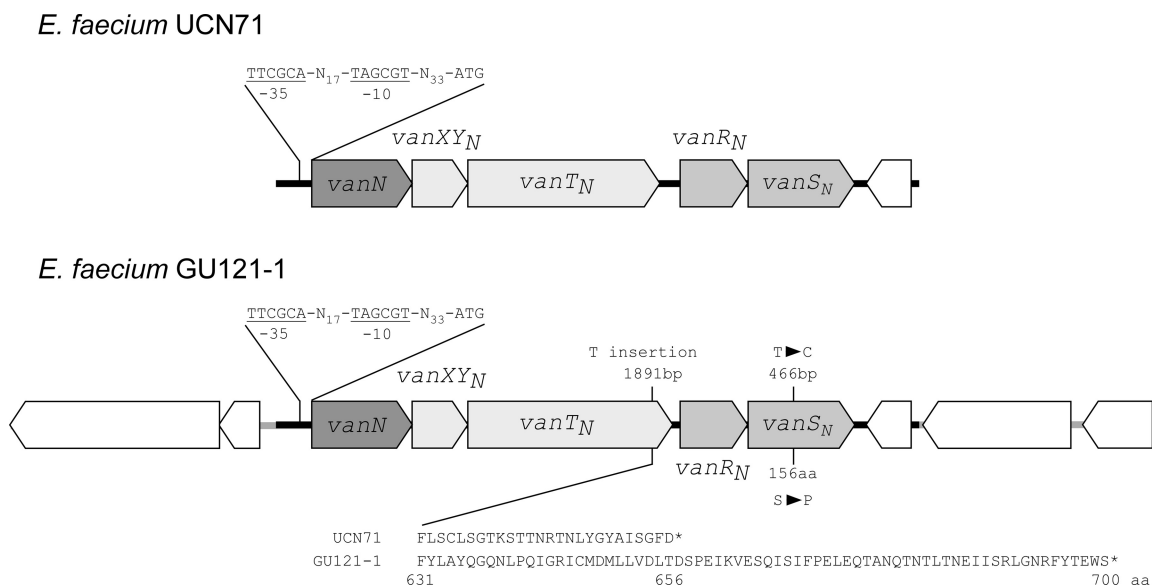 E. faecium UCN71
TTCGCA-N17-TAGCGT-N33-ATG
-35 -10
vanXYN vanRN
vanN vanTN vanSN
E. faecium GU121-1
TTCGCA-N17-TAGCGT-N33-ATG
-35 -10
T insertion T►C
vanXYN 1891bp 466bp
vanN vanTN vanSN
vanRN 156aa
S►P
UCN71 FLSCLSGTKSTTNRTNLYGYAISGFD*
GU121-1 FYLAYQGQNLPQIGRICMDMLLVDLTDSPEIKVESQISIFPELEQTANQTNTLTNEIISRLGNRFYTEWS*
631 656 700 aa